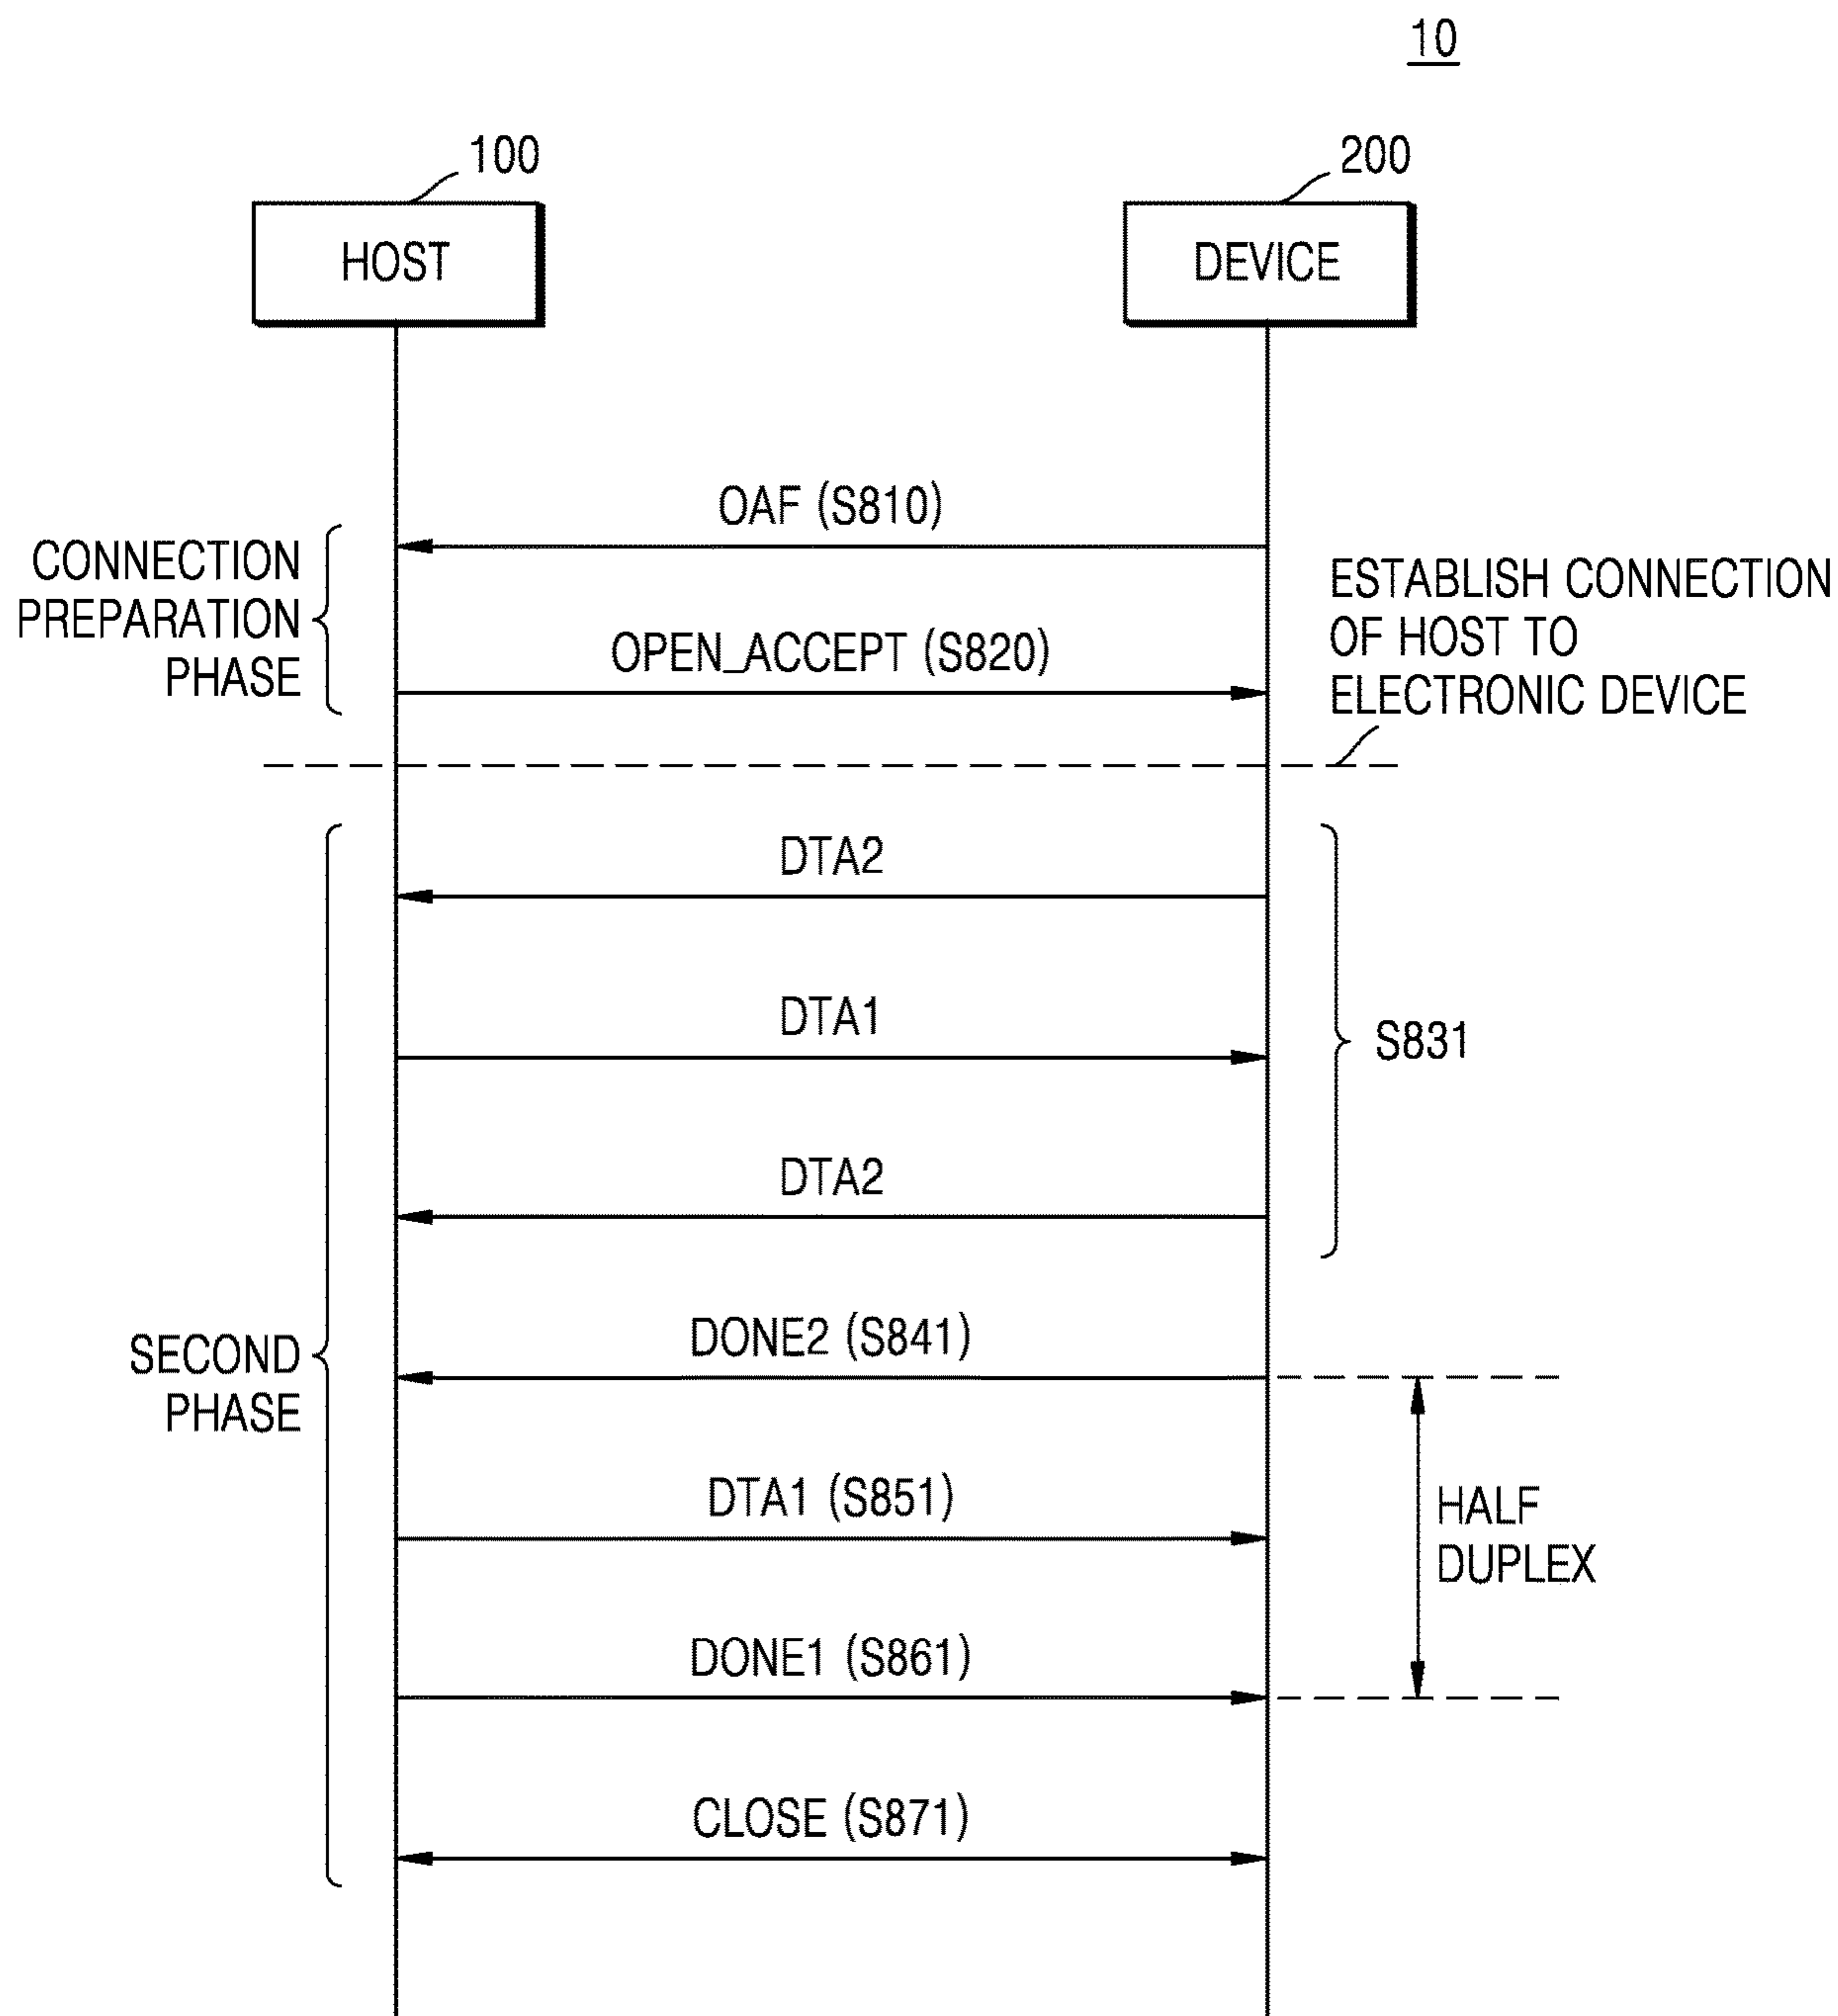 10
100
200
HOST
DEVICE
OAF (S810)
CONNECTION
PREPARATION
PHASE
OPEN_ACCEPT (S820)
ESTABLISH CONNECTION
OF HOST TO
ELECTRONIC DEVICE
DTA2
DTA1
S831
DTA2
DONE2 (S841)
SECOND
PHASE
DTA1 (S851)
HALF
DUPLEX
DONE1 (S861)
CLOSE (S871)